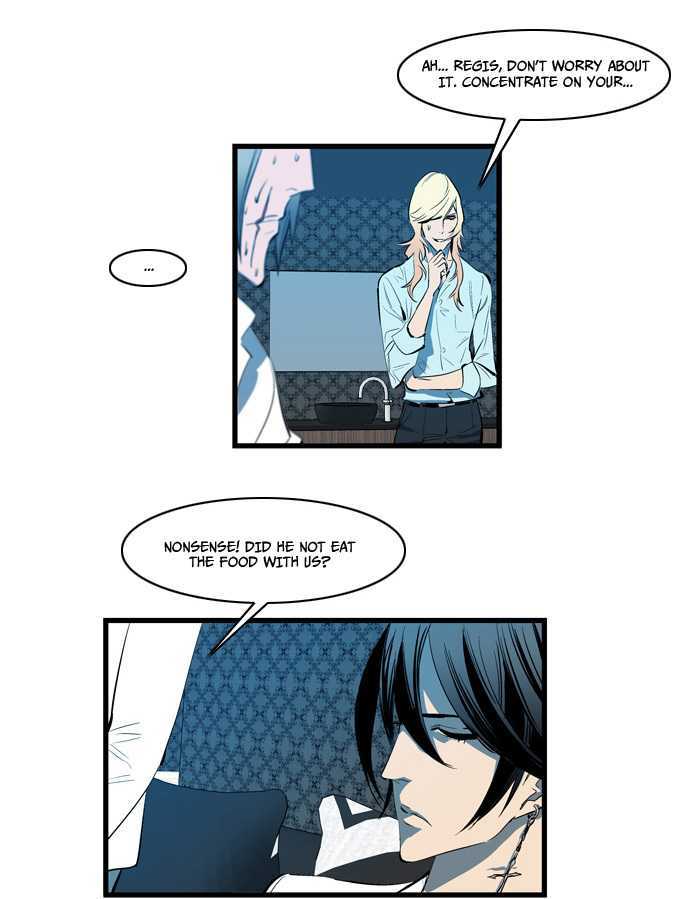 AH... REGIS, DON'T WORRY ABOUT
IT. CONCENTRATE ON YOUR...
...
NONSENSE! DID HE NOT EAT
THE FOOD WITH US?